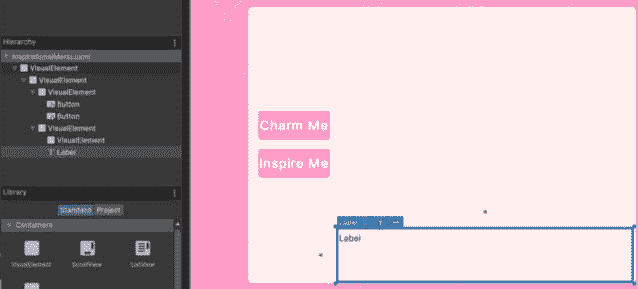 Hierarchy
InspirationalMenu.uxml
VisualElement
VisualElement
VisualElement
Button
Button
VisualElement
VisualElement
Label
Library
Standard Project
Containers
VisualElement
ScrollView
ListView
Charm Me
Inspire Me
Label
Label